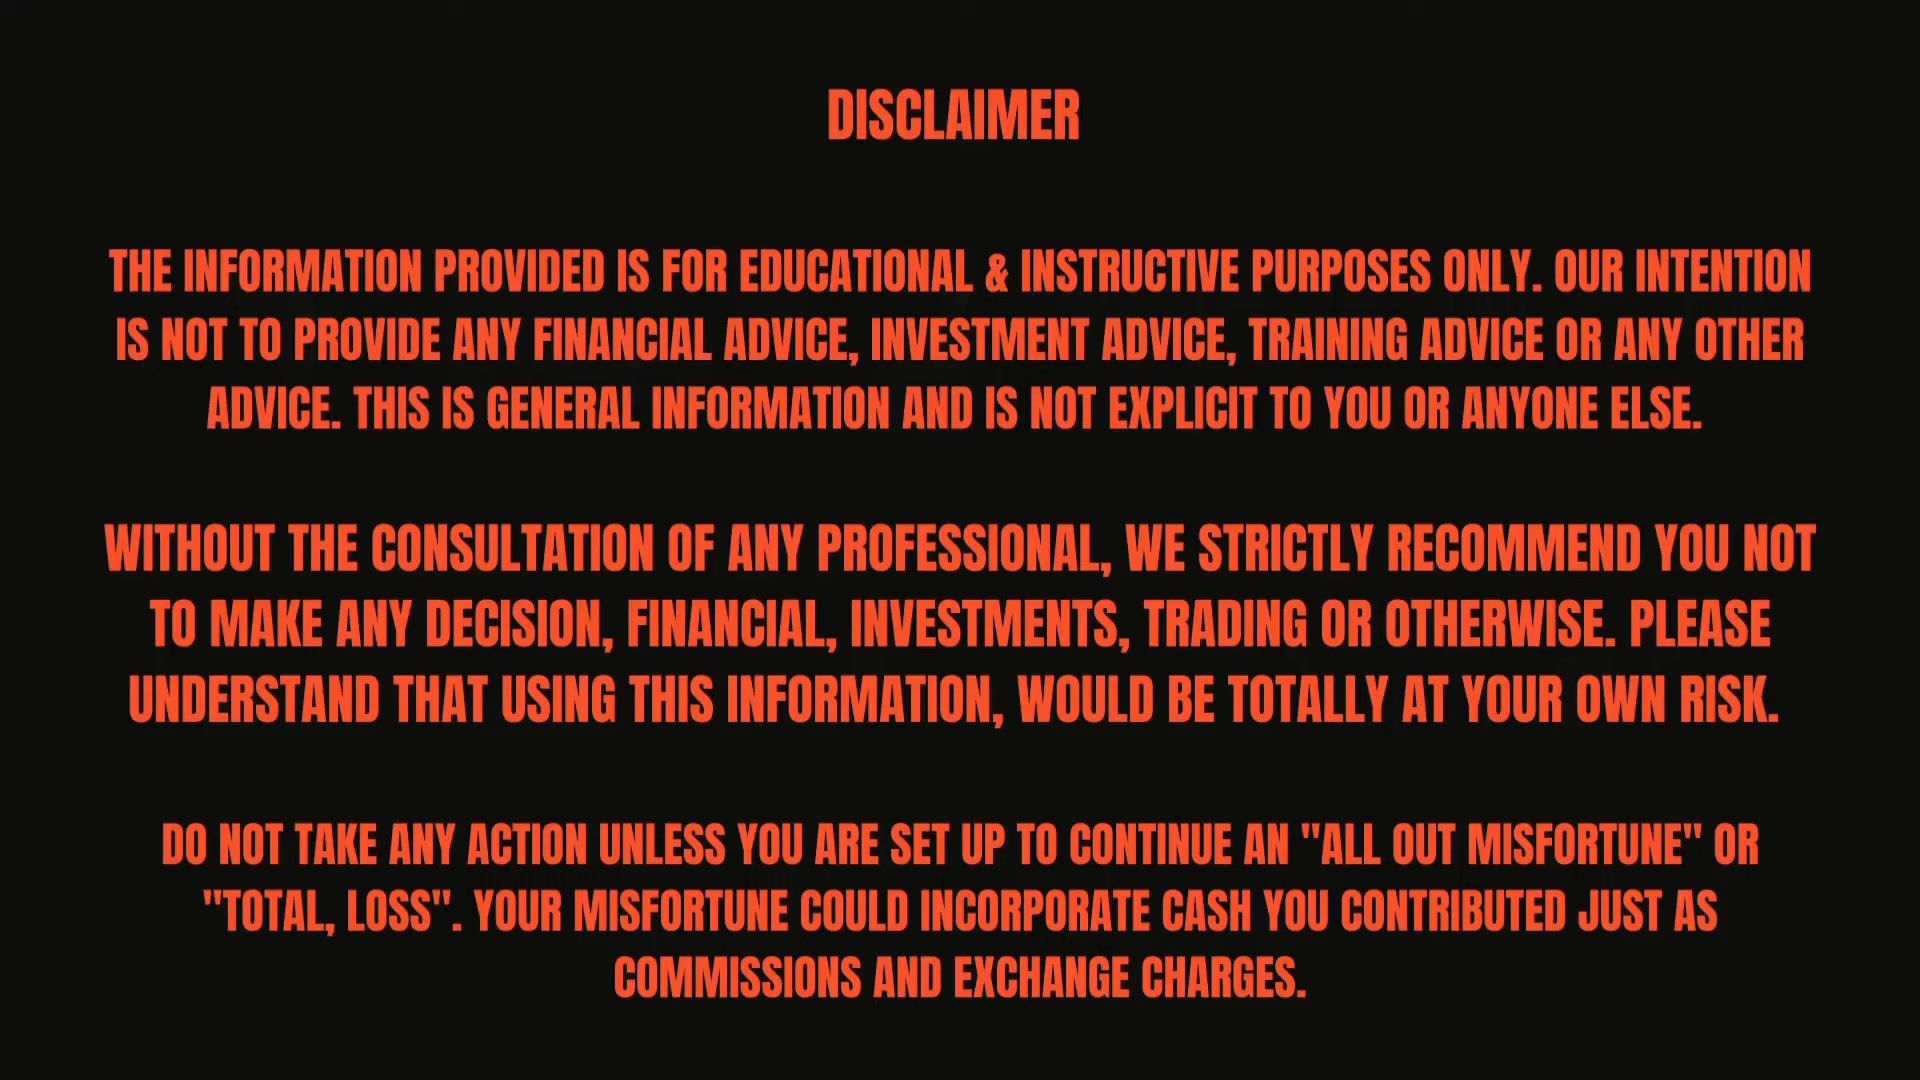 DISCLAIMER
THE INFORMATION PROVIDED IS FOR EDUCATIONAL & INSTRUCTIVE PURPOSES ONLY. OUR INTENTION
IS NOT TO PROVIDE ANY FINANCIAL ADVICE, INVESTMENT ADVICE, TRAINING ADVICE OR ANY OTHER
ADVICE. THIS IS GENERAL INFORMATION AND IS NOT EXPLICIT TO YOU OR ANYONE ELSE.
WITHOUT THE CONSULTATION OF ANY PROFESSIONAL, WE STRICTLY RECOMMEND YOU NOT
TO MAKE ANY DECISION, FINANCIAL, INVESTMENTS, TRADING OR OTHERWISE. PLEASE
UNDERSTAND THAT USING THIS INFORMATION, WOULD BE TOTALLY AT YOUR OWN RISK.
DO NOT TAKE ANY ACTION UNLESS YOU ARE SET UP TO CONTINUE AN "ALL OUT MISFORTUNE" OR
"TOTAL, LOSS". YOUR MISFORTUNE COULD INCORPORATE CASH YOU CONTRIBUTED JUST AS
COMMISSIONS AND EXCHANGE CHARGES.